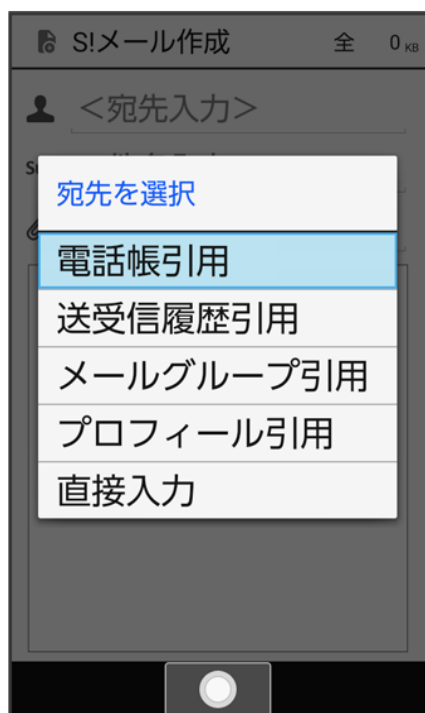 S!メール作成 全 0 KB
<宛先入力>
宛先を選択
電話帳引用
送受信履歴引用
メールグループ引用
プロフィール引用
直接入力